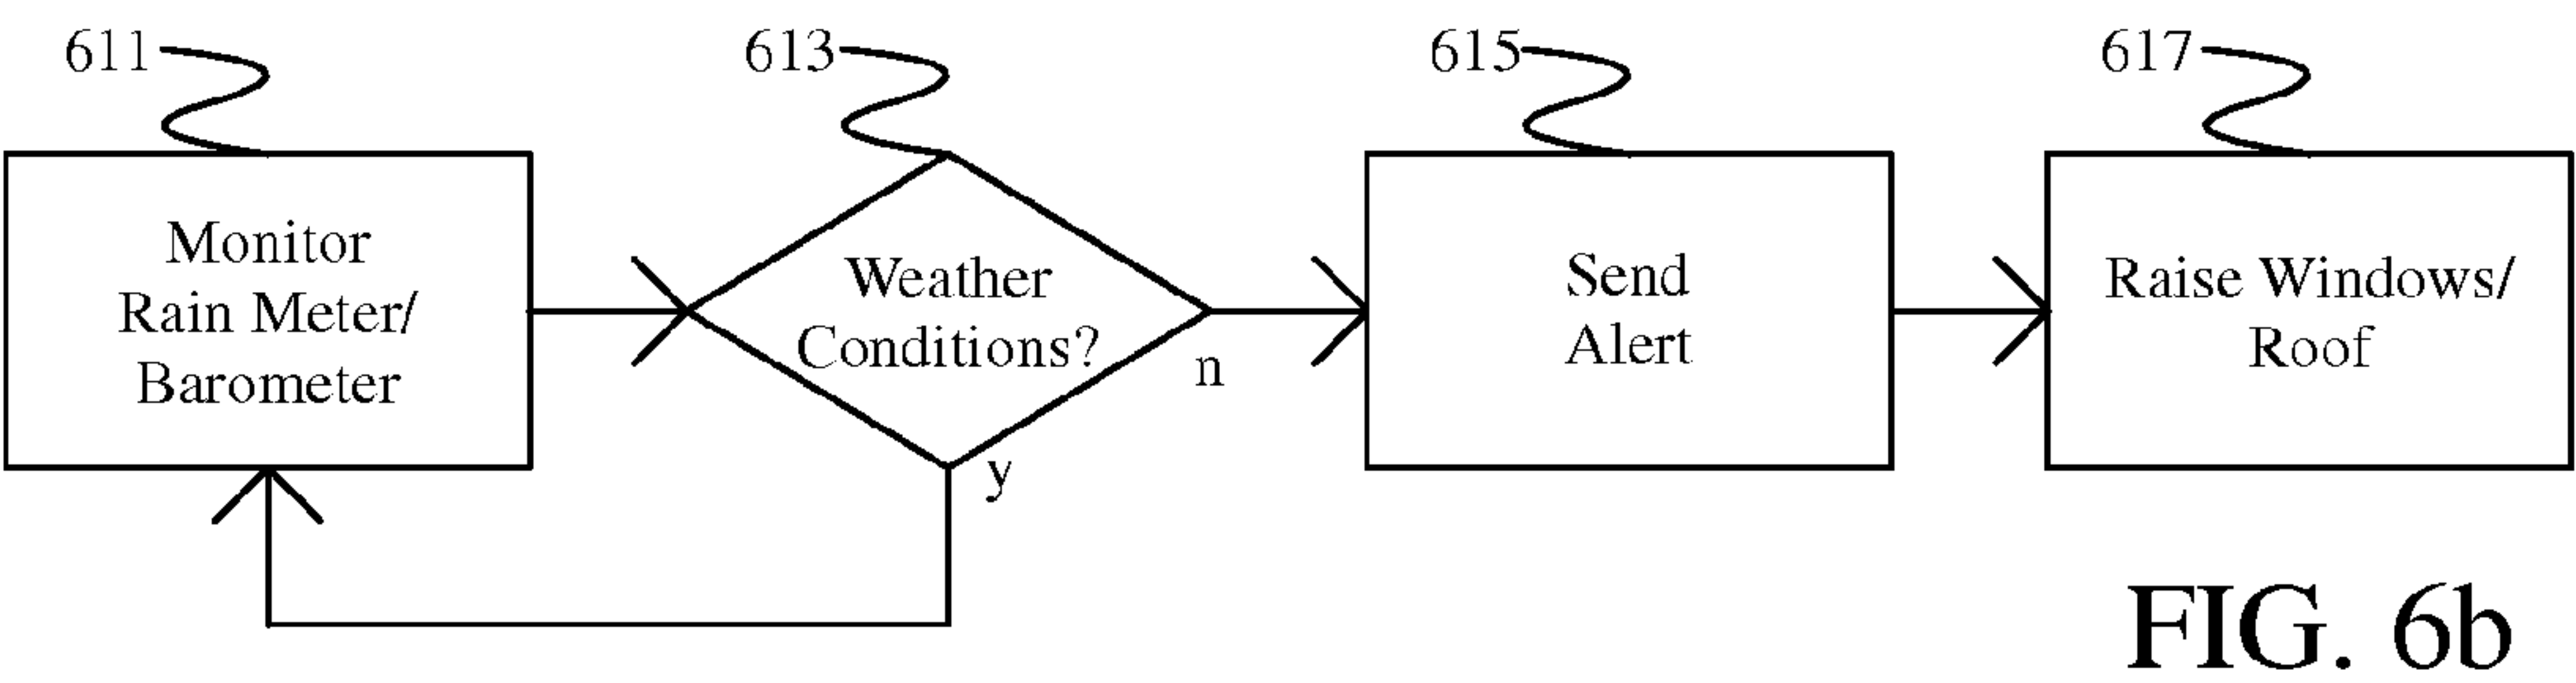 611
613
615
617
Monitor
Rain Meter/
Barometer
Weather
Conditions?
n
y
Send
Alert
Raise Windows/
Roof
FIG. 6b